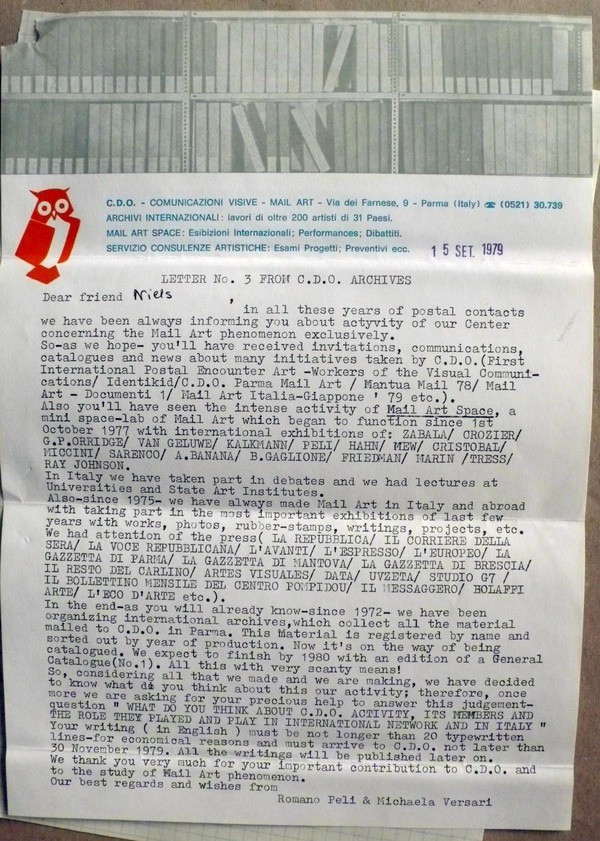 C.D.O. - COMUNICAZIONI VISIVE - MAIL ART - Via dei Farnese, 9 - Parma (Italy) ☎ (0521) 30.739
ARCHIVI INTERNAZIONALI: lavori di oltre 200 artisti di 31 Paesi.
MAIL ART SPACE: Esibizioni Internazionali; Performances; Dibattiti.
SERVIZIO CONSULENZE ARTISTICHE: Esami Progetti; Preventivi ecc.
1 5 SET. 1979
LETTER No. 3 FROM C.D.O. ARCHIVES
Dear friend Niels ,
in all these years of postal contacts
we have been always informing you about actyvity of our Center
concerning the Mail Art phenomenon exclusively.
So-as we hope- you'll have received invitations, communications,
catalogues and news about many initiatives taken by C.D.O.(First
International Postal Encounter Art -Workers of the Visual Communi-
cations/ Identikid/C.D.O. Parma Mail Art / Mantua Mail 78/ Mail
Art - Documenti 1/ Mail Art Italia-Giappone ' 79 etc.).
Also you'll have seen the intense activity of Mail Art Space, a
mini space-lab of Mail Art which began to function since 1st
October 1977 with international exhibitions of: ZABALA/ CROZIER/
G.P.ORRIDGE/ VAN GELUWE/ KALKMANN/ PELI/ HAHN/ MEW/ CRISTOBAL/
MICCINI/ SARENCO/ A.BANANA/ B.GAGLIONE/ FRIEDMAN/ MARIN /TRESS/
RAY JOHNSON.
In Italy we have taken part in debates and we had lectures at
Universities and State Art Institutes.
Also-since 1975- we have always made Mail Art in Italy and abroad
with taking part in the most important exhibitions of last few
years with works, photos, rubber-stamps, writings, projects, etc.
We had attention of the press( LA REPUBBLICA/ IL CORRIERE DELLA
SERA/ LA VOCE REPUBBLICANA/ L'AVANTI/ L'ESPRESSO/ L'EUROPEO/ LA
GAZZETTA DI PARMA/ LA GAZZETTA DI MANTOVA/ LA GAZZETTA DI BRESCIA/
IL RESTO DEL CARLINO/ ARTES VISUALES/ DATA/ UVZETA/ STUDIO G7 /
IL BOLLETTINO MENSILE DEL CENTRO POMPIDOU/ IL MESSAGGERO/ BOLAFFI
ARTE/ L'ECO D'ARTE etc.).
In the end-as you will already know-since 1972- we have been
organizing international archives,which collect all the material
mailed to C.D.O. in Parma. This Material is registered by name and
sorted out by year of production. Now it's on the way of being
catalogued. We expect to finish by 1980 with an edition of a General
Catalogue(No.1). All this with very scanty means!
So, considering all that we made and we are making, we have decided
to know what do you think about this our activity; therefore, once
more we are asking for your precious help to answer this judgement-
question " WHAT DO YOU THINK ABOUT C.D.O. ACTIVITY, ITS MEMBERS AND
THE ROLE THEY PLAYED AND PLAY IN INTERNATIONAL NETWORK AND IN ITALY "
Your writing ( in English ) must be not longer than 20 typewritten
lines-for economical reasons and must arrive to C.D.O. not later than
30 November 1979. All the writings will be published later on.
We thank you very much for your important contribution to C.D.O. and
to the study of Mail Art phenomenon.
Our best regards and wishes from
Romano Peli & Michaela Versari